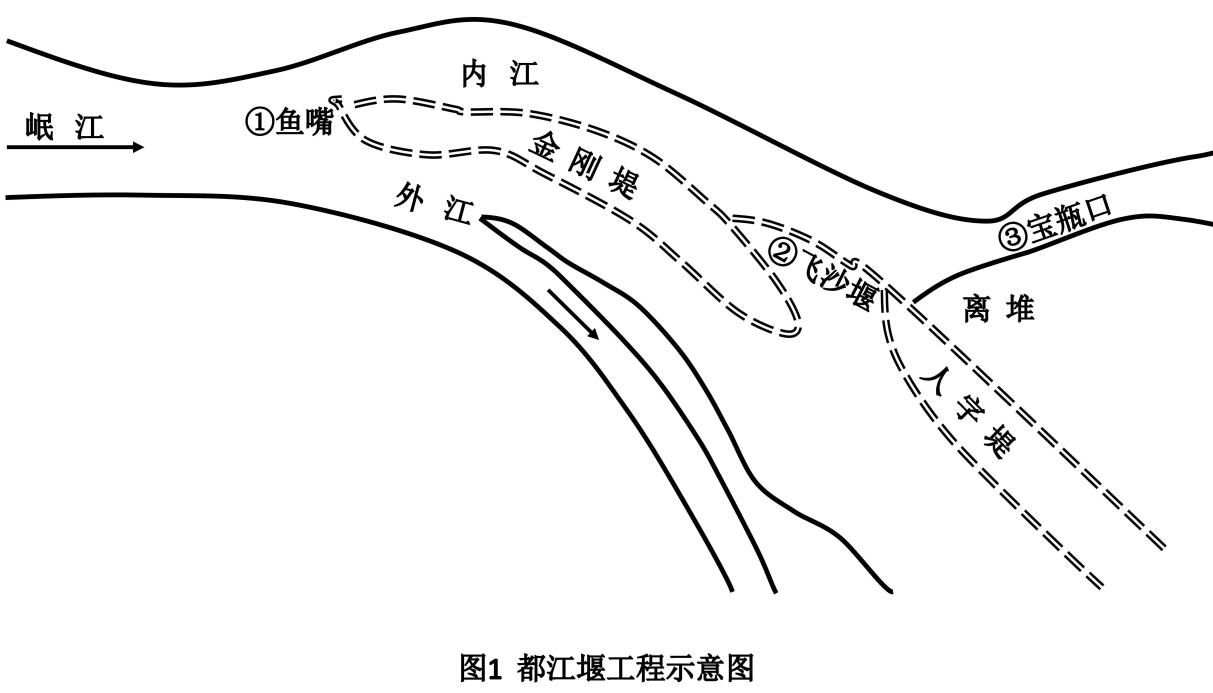 内 江
①鱼嘴
岷 江
金 刚 堤
外 江
②飞沙堰
③宝瓶口
离 堆
人 字 堤
图1 都江堰工程示意图